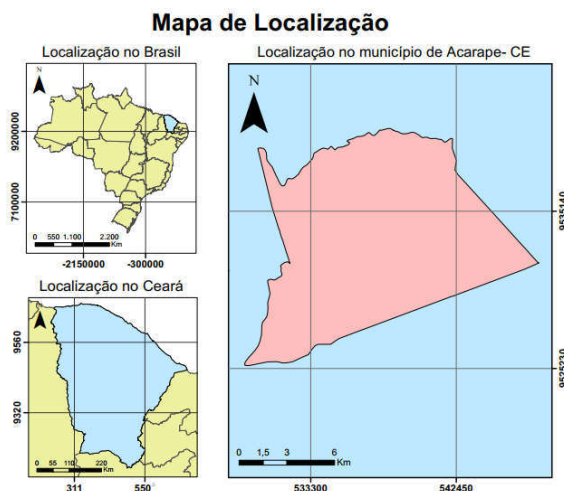 Mapa de Localização
Localização no Brasil
N
9200000
7100000
0 550 1.100 2.200
Km
-2150000 -300000
Localização no Ceará
9560
9320
0 55 110 220
Km
311 550
Localização no município de Acarape- CE
N
9535140
9525230
0 1,5 3 6
Km
533300 542450